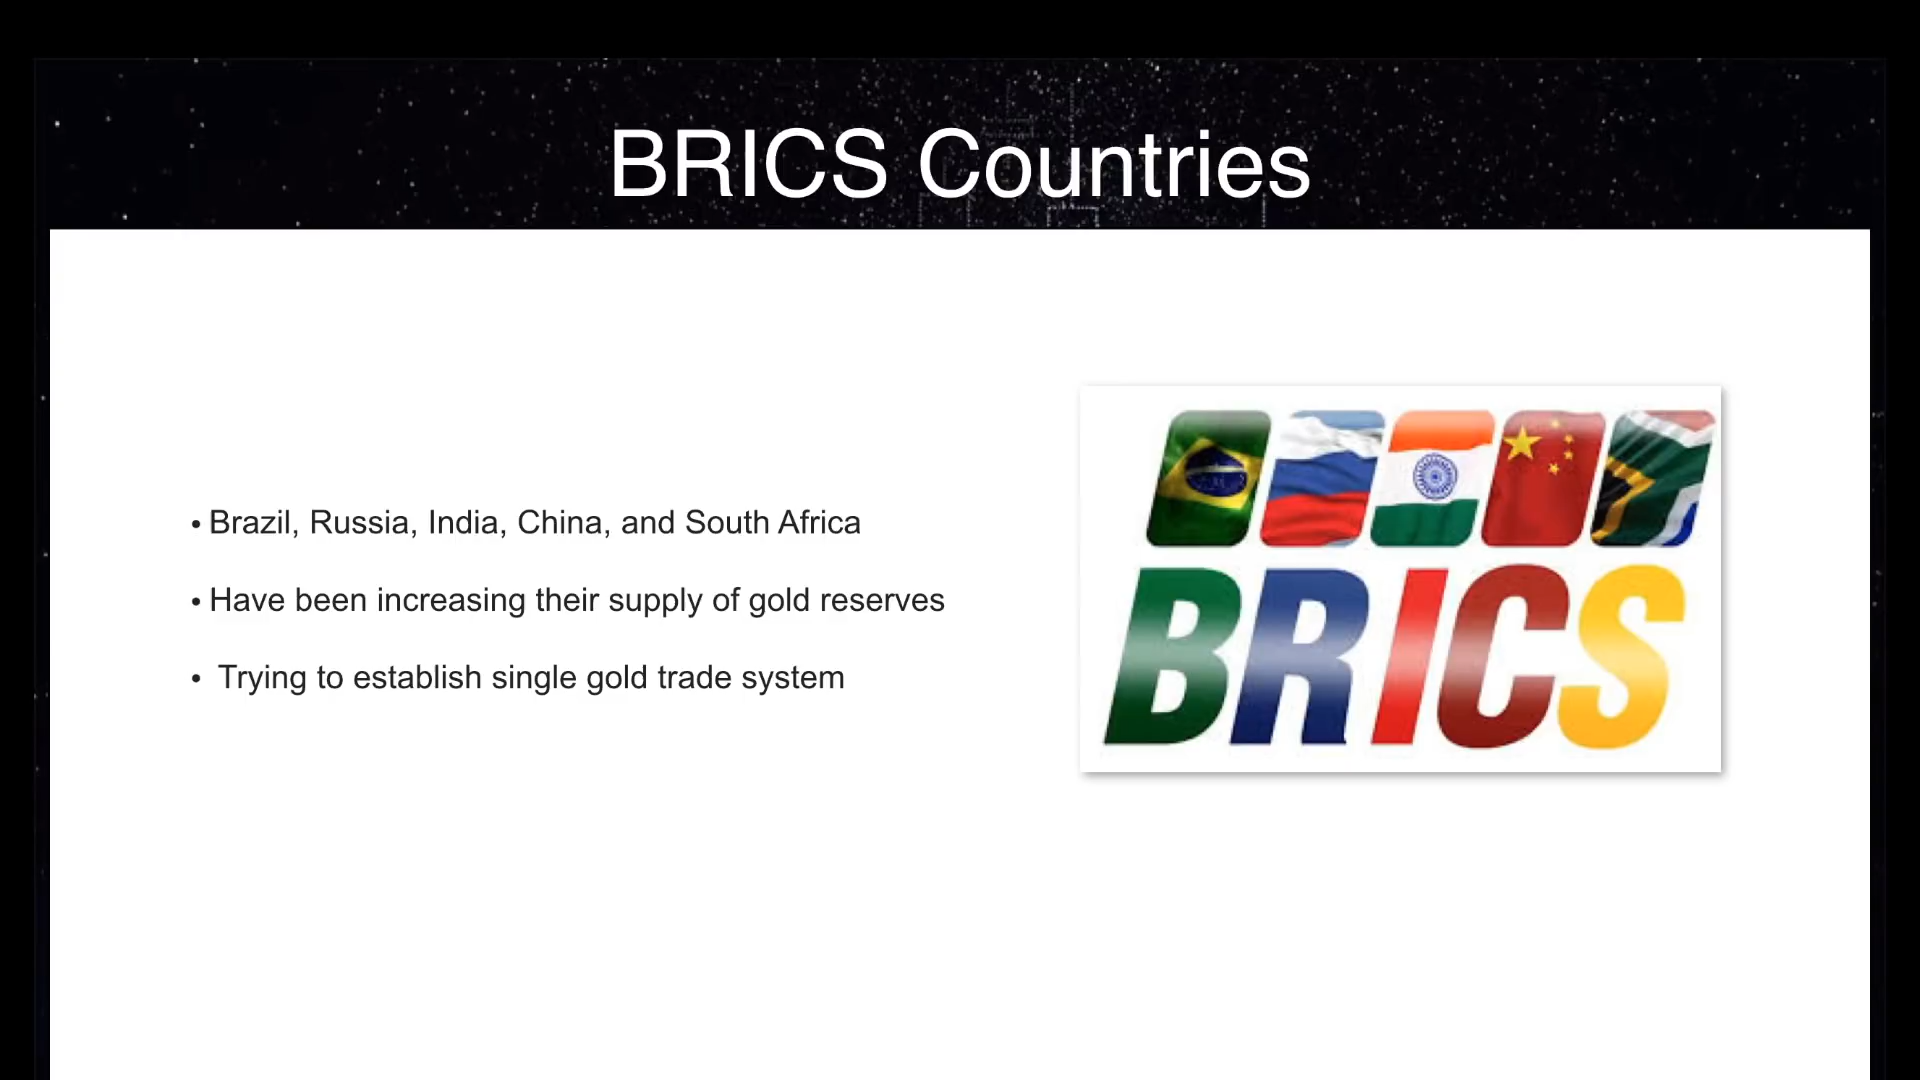 BRICS Countries
• Brazil, Russia, India, China, and South Africa
• Have been increasing their supply of gold reserves
• Trying to establish single gold trade system
BRICS